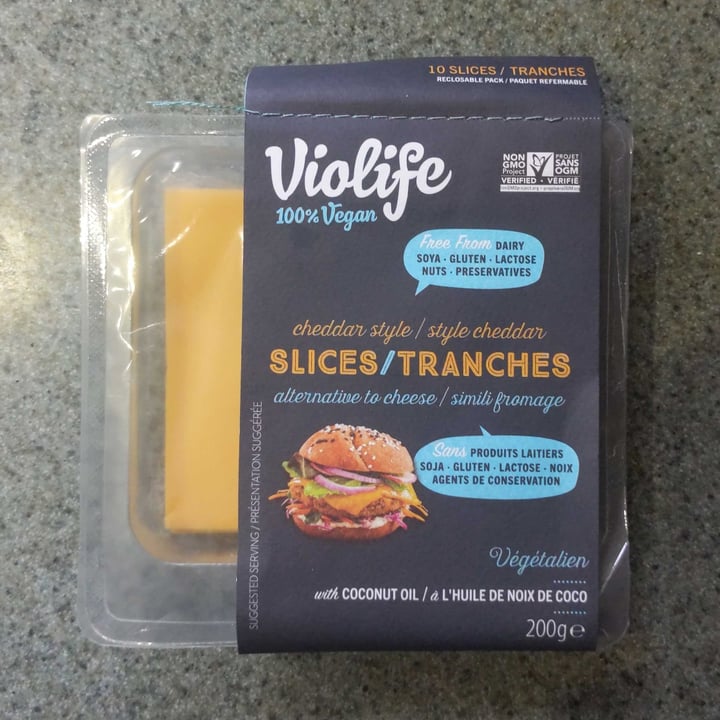 10 SLICES / TRANCHES
RECLOSABLE PACK / PAQUET REFERMABLE
Violife
100% Vegan
NON
GMO
Project
VERIFIED
PROJET
SANS
OGM
VÉRIFIÉ
Free From DAIRY
SOYA · GLUTEN · LACTOSE
NUTS · PRESERVATIVES
cheddar style / style cheddar
SLICES/TRANCHES
alternative to cheese / simili fromage
Sans PRODUITS LAITIERS
SOJA · GLUTEN · LACTOSE · NOIX
AGENTS DE CONSERVATION
SUGGESTED SERVING / PRÉSENTATION SUGGÉRÉE
Végétalien
with COCONUT OIL / à L'HUILE DE NOIX DE COCO
200g e